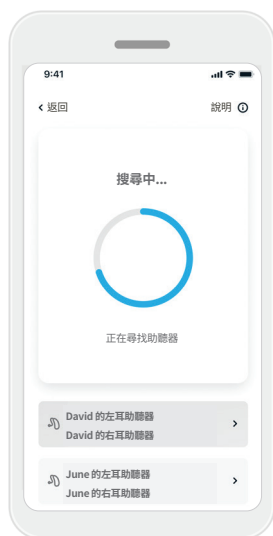 9:41
返回
說明
搜尋中...
正在尋找助聽器
David 的左耳助聽器
David 的右耳助聽器
June 的左耳助聽器
June 的右耳助聽器